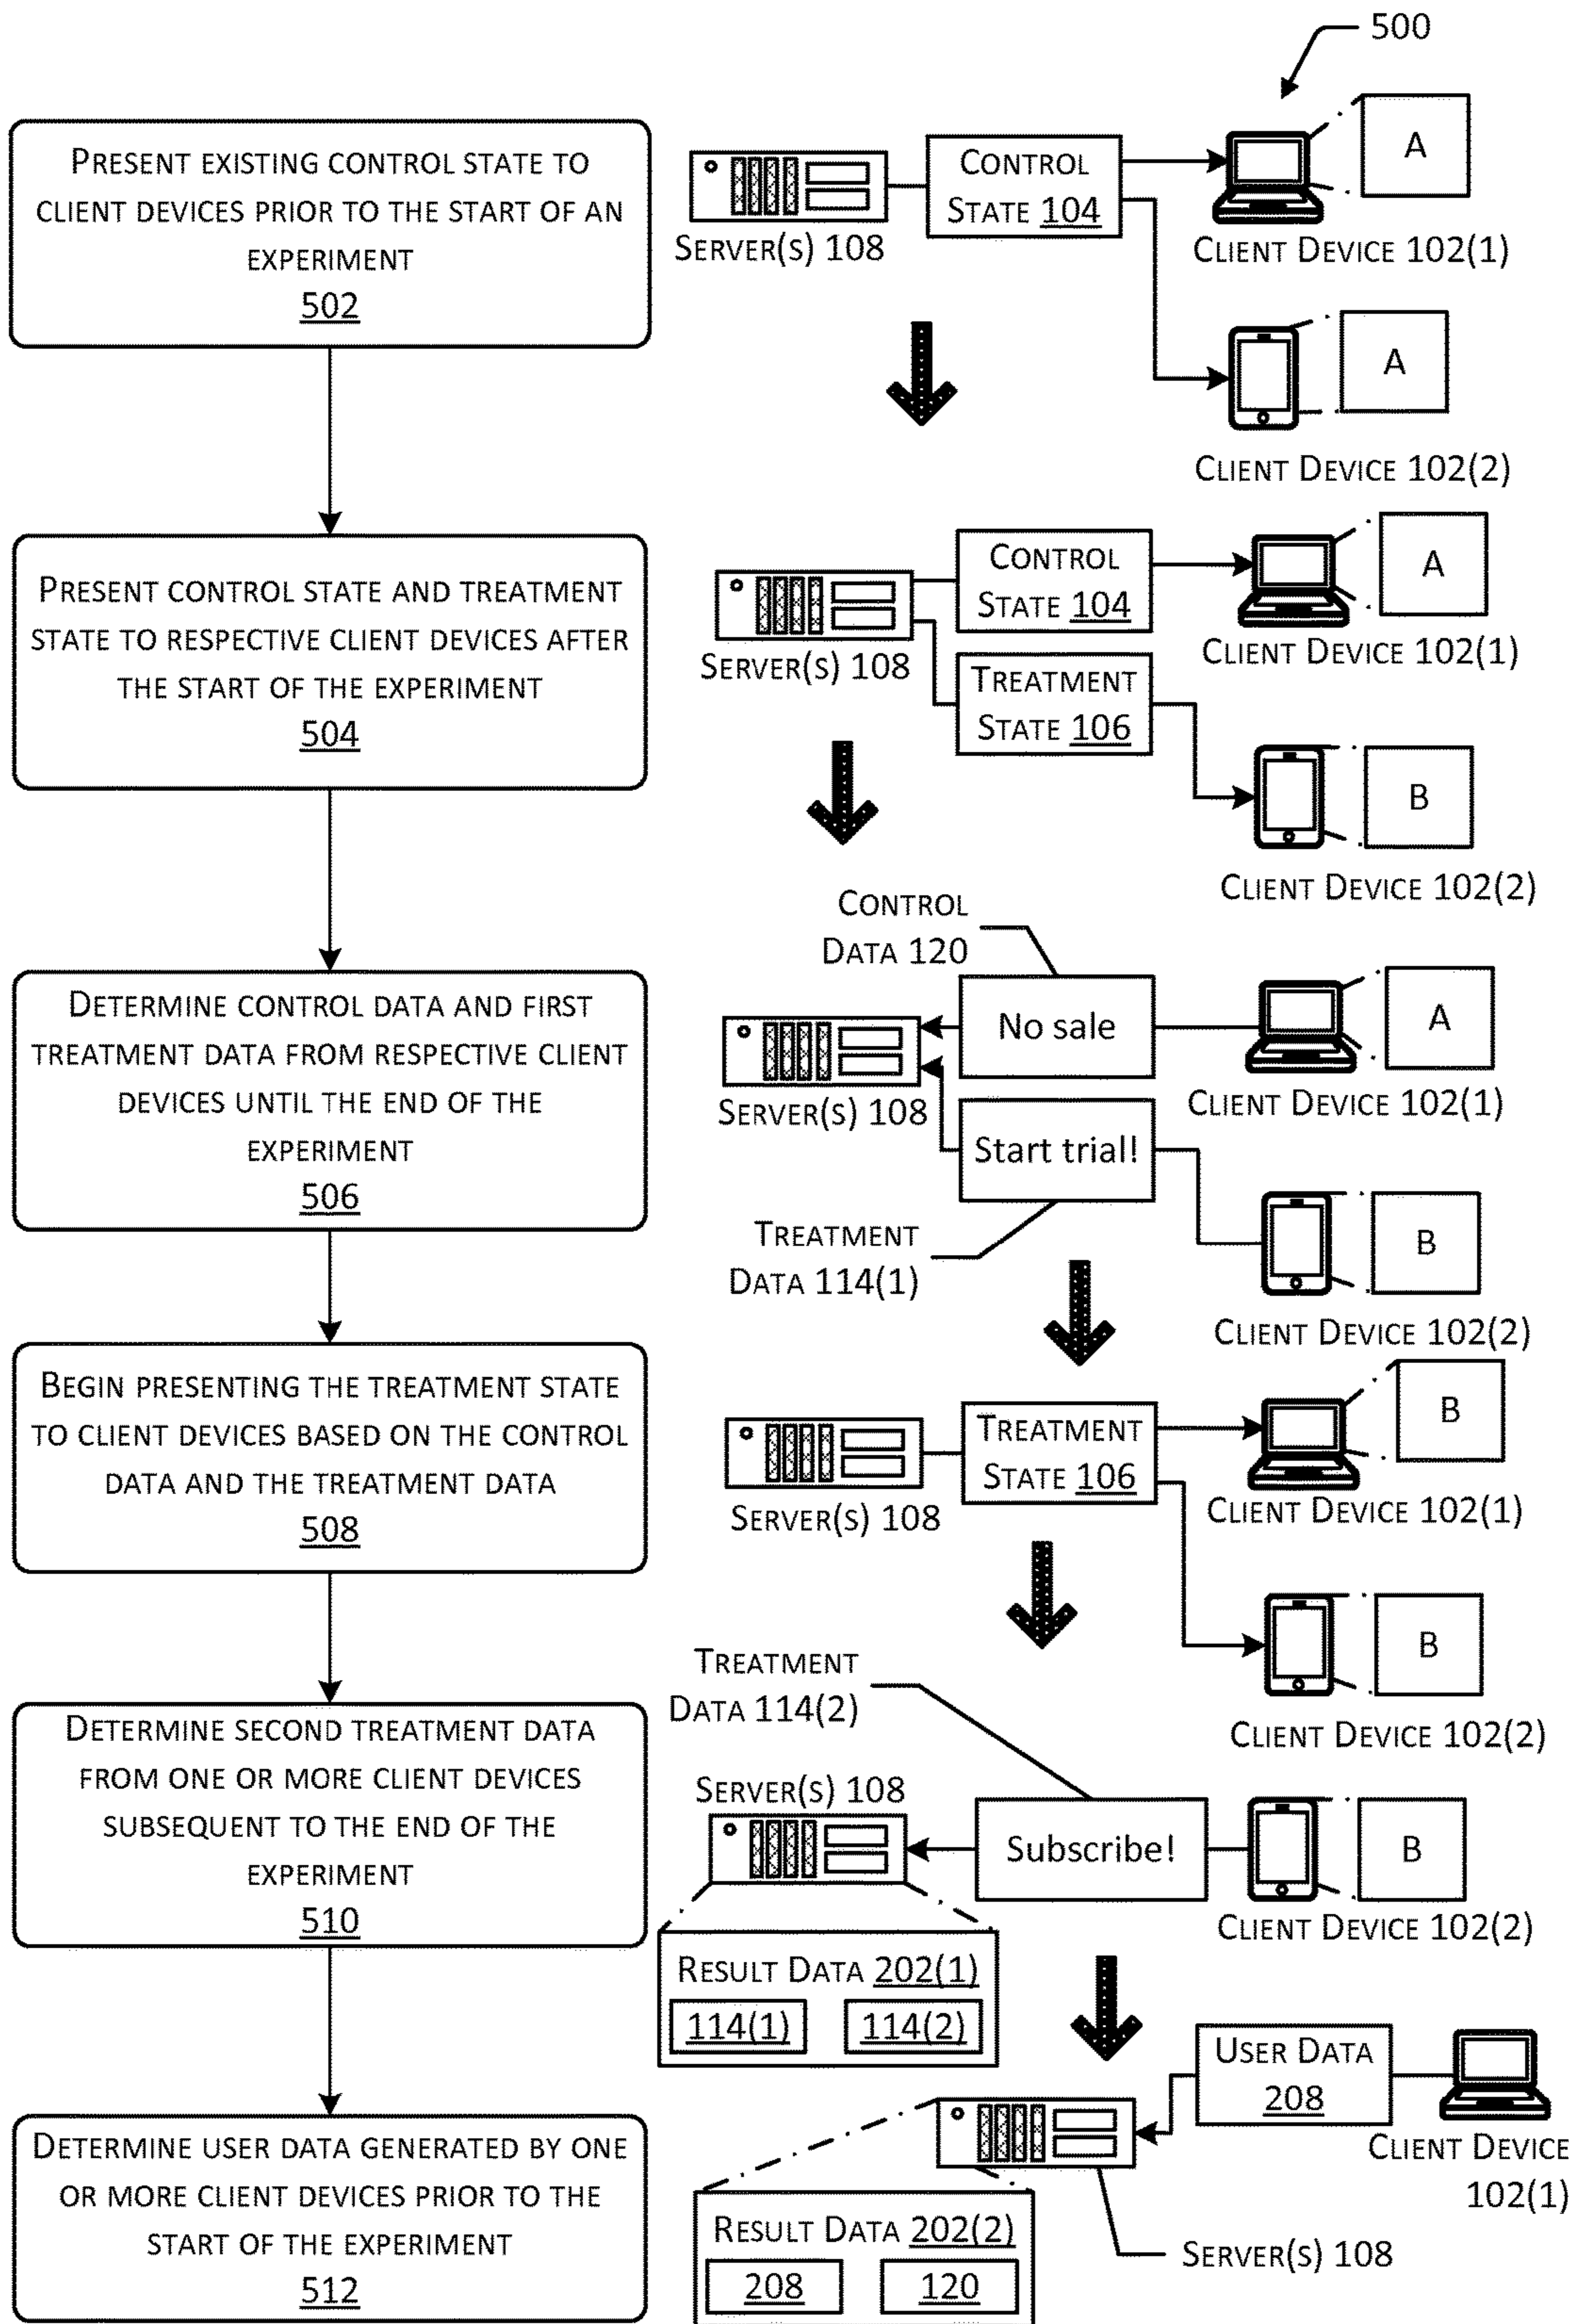 500
PRESENT EXISTING CONTROL STATE TO
CLIENT DEVICES PRIOR TO THE START OF AN
EXPERIMENT
502
SERVER(S) 108
CONTROL
STATE 104
A
CLIENT DEVICE 102(1)
A
CLIENT DEVICE 102(2)
PRESENT CONTROL STATE AND TREATMENT
STATE TO RESPECTIVE CLIENT DEVICES AFTER
THE START OF THE EXPERIMENT
504
SERVER(S) 108
CONTROL
STATE 104
TREATMENT
STATE 106
A
CLIENT DEVICE 102(1)
B
CLIENT DEVICE 102(2)
DETERMINE CONTROL DATA AND FIRST
TREATMENT DATA FROM RESPECTIVE CLIENT
DEVICES UNTIL THE END OF THE
EXPERIMENT
506
CONTROL
DATA 120
No sale
SERVER(S) 108
Start trial!
TREATMENT
DATA 114(1)
A
CLIENT DEVICE 102(1)
B
CLIENT DEVICE 102(2)
BEGIN PRESENTING THE TREATMENT STATE
TO CLIENT DEVICES BASED ON THE CONTROL
DATA AND THE TREATMENT DATA
508
SERVER(S) 108
TREATMENT
STATE 106
B
CLIENT DEVICE 102(1)
B
CLIENT DEVICE 102(2)
DETERMINE SECOND TREATMENT DATA
FROM ONE OR MORE CLIENT DEVICES
SUBSEQUENT TO THE END OF THE
EXPERIMENT
510
TREATMENT
DATA 114(2)
SERVER(S) 108
Subscribe!
B
CLIENT DEVICE 102(2)
RESULT DATA 202(1)
114(1) 114(2)
DETERMINE USER DATA GENERATED BY ONE
OR MORE CLIENT DEVICES PRIOR TO THE
START OF THE EXPERIMENT
512
USER DATA
208
CLIENT DEVICE
102(1)
SERVER(S) 108
RESULT DATA 202(2)
208 120